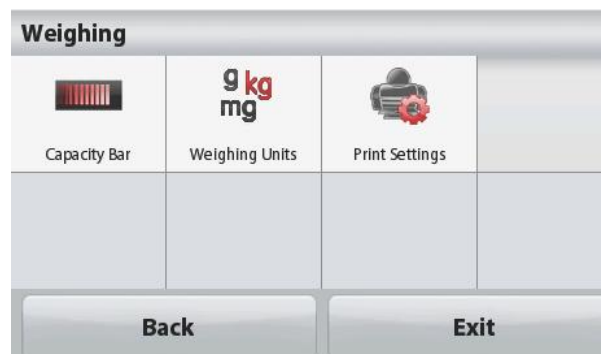 Weighing
g kg
mg
Capacity Bar
Weighing Units
Print Settings
Back
Exit